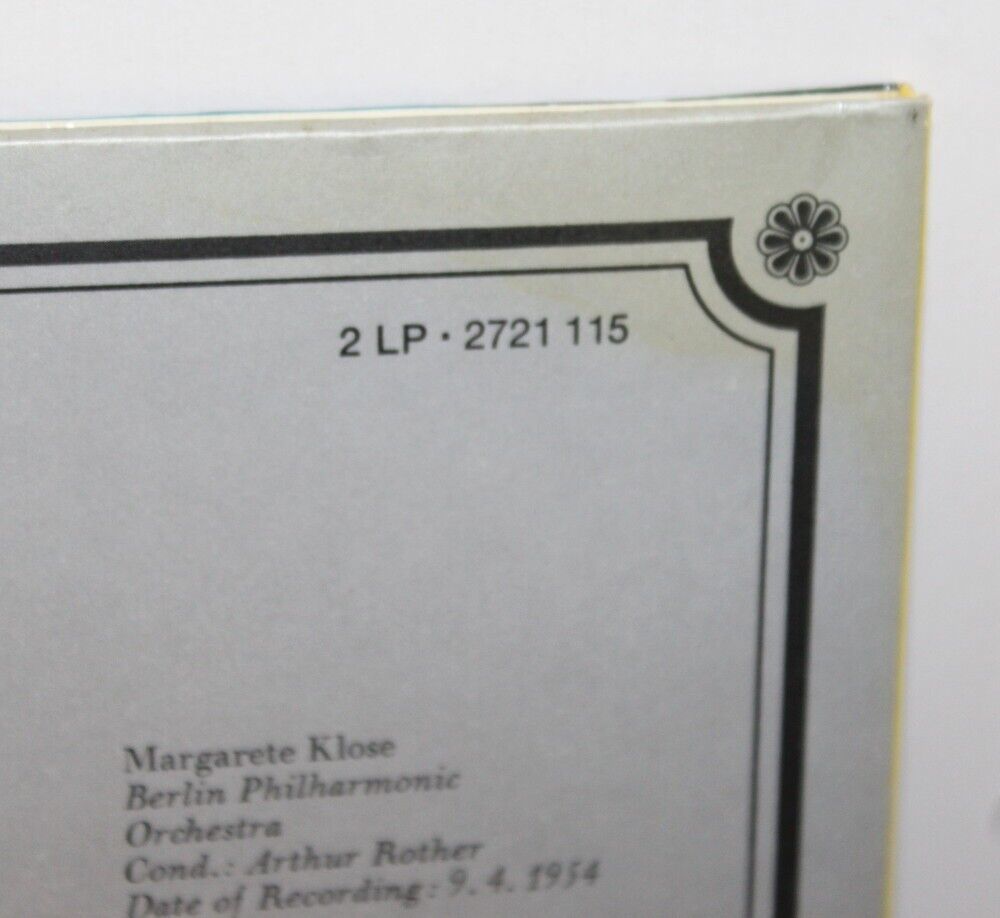 2 LP · 2721 115
Margarete Klose
Berlin Philharmonic
Orchestra
Cond.: Arthur Rother
Date of Recording: 9. 4. 1954